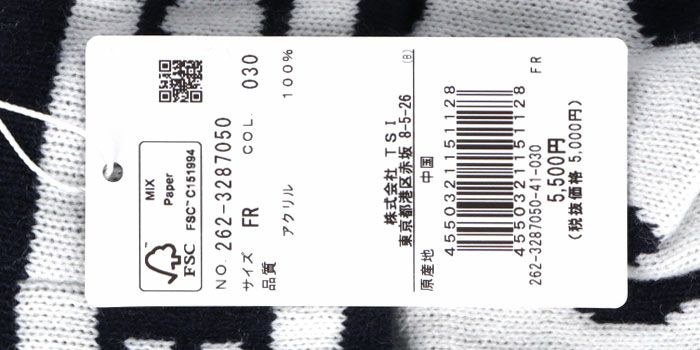 MIX
Paper
FSC™ C151994
FSC™
NO. 262-3287050
サイズ FR COL. 030
品質
アクリル 100%
株式会社 TSI
東京都港区赤坂 8-5-26
(B)
原産地 中国
4550321151128
4550321151128
FR
262-3287050-41-030
5,500円
(税抜価格 5,000円)